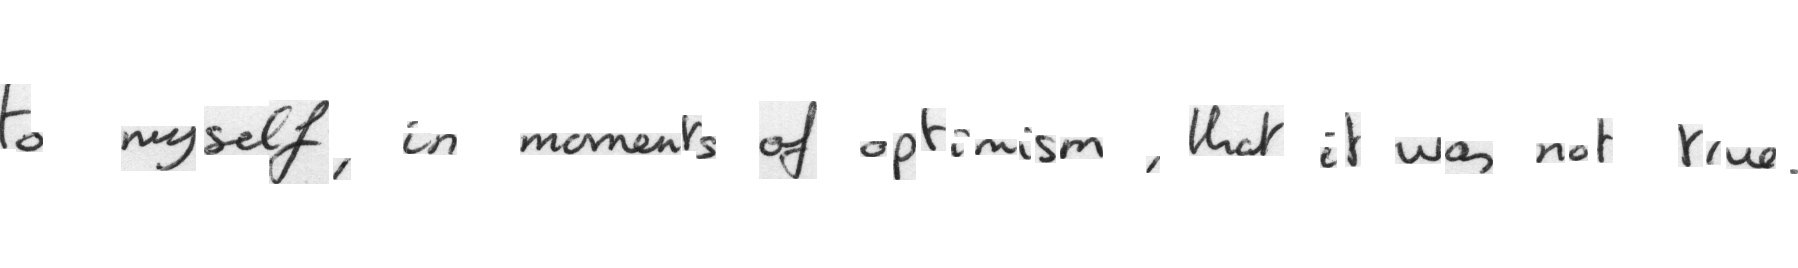 to myself, in moments of optimism, that it was not true.